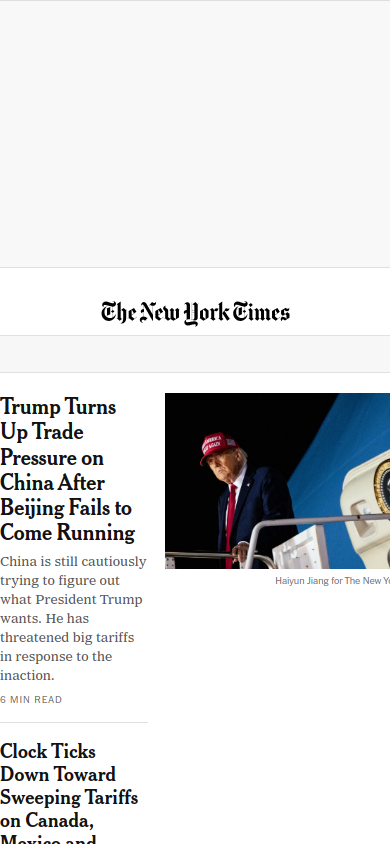 The New York Times
Trump Turns
Up Trade
Pressure on
China After
Beijing Fails to
Come Running
China is still cautiously
trying to figure out
what President Trump
wants. He has
threatened big tariffs
in response to the
inaction.
6 MIN READ
Haiyun Jiang for The New Yo
Clock Ticks
Down Toward
Sweeping Tariffs
on Canada,
Mexico and